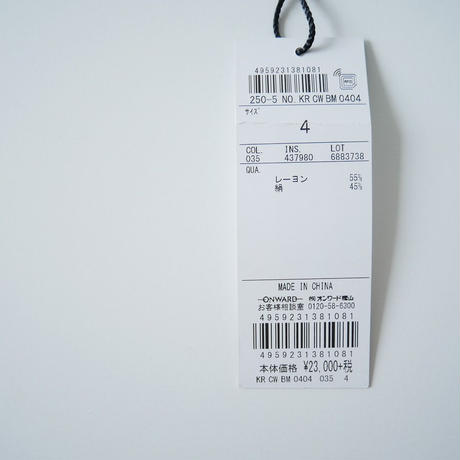 4959231381081
250-5 NO. KR CW BM 0404
サイズ
4
COL. INS. LOT
035 437980 6883738
QUA.
レーヨン 55%
絹 45%
MADE IN CHINA
ONWARD ㈱オンワード樫山
お客様相談室 0120-58-6300
4959231381081
4959231381081
本体価格 ¥23,000+税
KR CW BM 0404 035 4